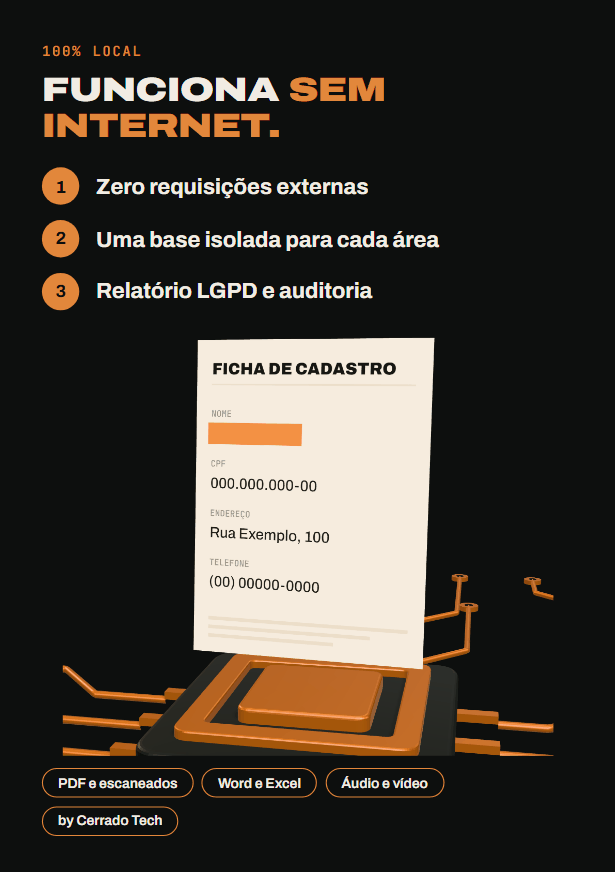 100% LOCAL
FUNCIONA SEM
INTERNET.
1 Zero requisições externas
2 Uma base isolada para cada área
3 Relatório LGPD e auditoria
FICHA DE CADASTRO
NOME
CPF
000.000.000-00
ENDEREÇO
Rua Exemplo, 100
TELEFONE
(00) 00000-0000
PDF e escaneados Word e Excel Áudio e vídeo
by Cerrado Tech